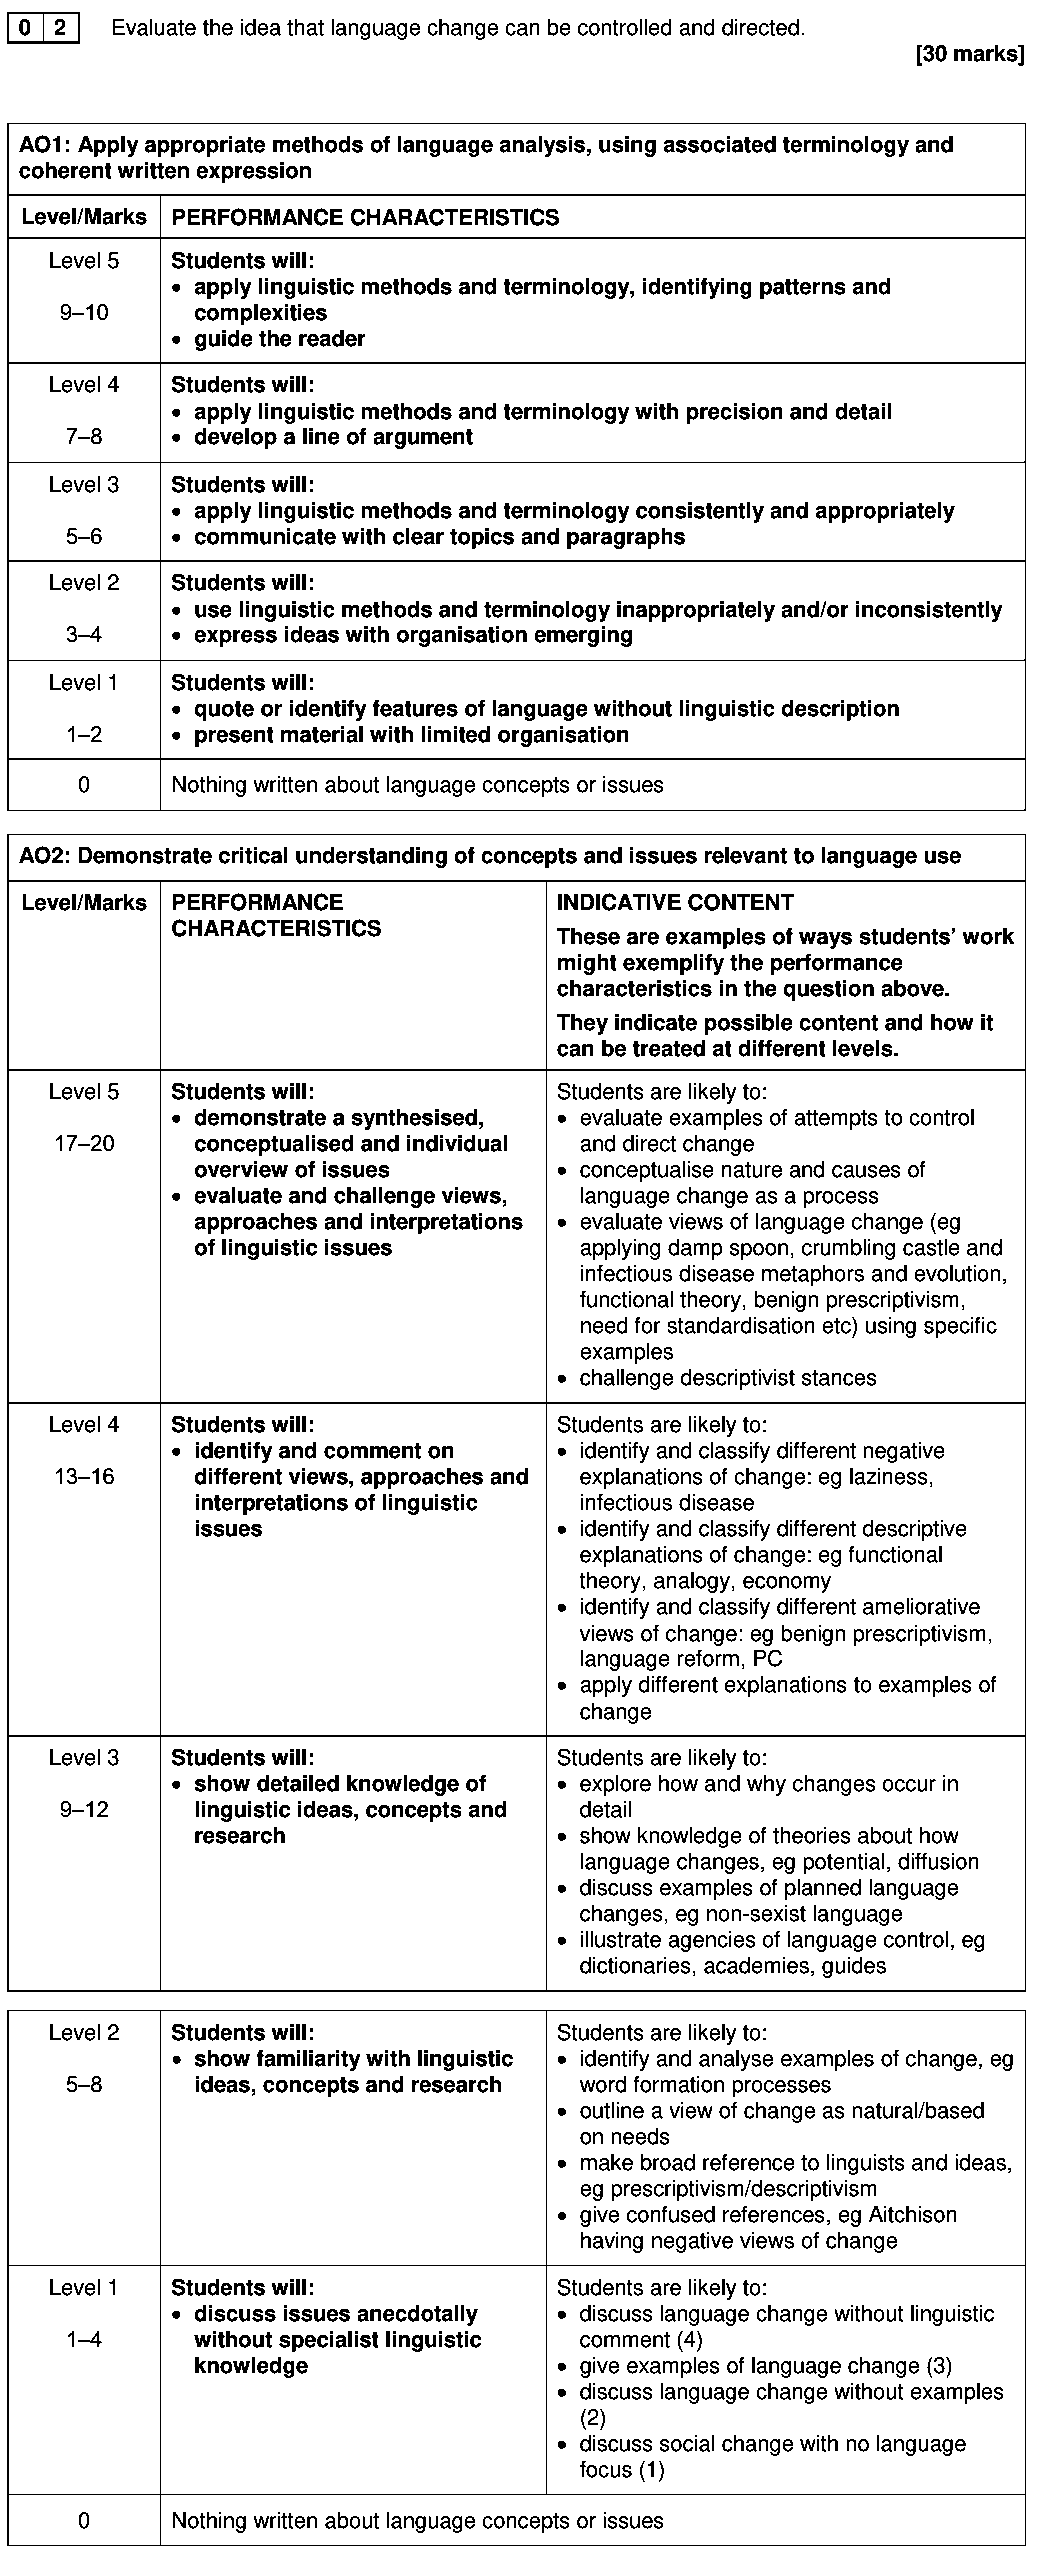 0 2 Evaluate the idea that language change can be controlled and directed.
[30 marks]
AO1: Apply appropriate methods of language analysis, using associated terminology and
coherent written expression
Level/Marks PERFORMANCE CHARACTERISTICS
Level 5
9–10
Students will:
• apply linguistic methods and terminology, identifying patterns and
complexities
• guide the reader
Level 4
7–8
Students will:
• apply linguistic methods and terminology with precision and detail
• develop a line of argument
Level 3
5–6
Students will:
• apply linguistic methods and terminology consistently and appropriately
• communicate with clear topics and paragraphs
Level 2
3–4
Students will:
• use linguistic methods and terminology inappropriately and/or inconsistently
• express ideas with organisation emerging
Level 1
1–2
Students will:
• quote or identify features of language without linguistic description
• present material with limited organisation
0 Nothing written about language concepts or issues
AO2: Demonstrate critical understanding of concepts and issues relevant to language use
Level/Marks
PERFORMANCE
CHARACTERISTICS
INDICATIVE CONTENT
These are examples of ways students’ work
might exemplify the performance
characteristics in the question above.
They indicate possible content and how it
can be treated at different levels.
Level 5
17–20
Students will:
• demonstrate a synthesised,
conceptualised and individual
overview of issues
• evaluate and challenge views,
approaches and interpretations
of linguistic issues
Students are likely to:
• evaluate examples of attempts to control
and direct change
• conceptualise nature and causes of
language change as a process
• evaluate views of language change (eg
applying damp spoon, crumbling castle and
infectious disease metaphors and evolution,
functional theory, benign prescriptivism,
need for standardisation etc) using specific
examples
• challenge descriptivist stances
Level 4
13–16
Students will:
• identify and comment on
different views, approaches and
interpretations of linguistic
issues
Students are likely to:
• identify and classify different negative
explanations of change: eg laziness,
infectious disease
• identify and classify different descriptive
explanations of change: eg functional
theory, analogy, economy
• identify and classify different ameliorative
views of change: eg benign prescriptivism,
language reform, PC
• apply different explanations to examples of
change
Level 3
9–12
Students will:
• show detailed knowledge of
linguistic ideas, concepts and
research
Students are likely to:
• explore how and why changes occur in
detail
• show knowledge of theories about how
language changes, eg potential, diffusion
• discuss examples of planned language
changes, eg non-sexist language
• illustrate agencies of language control, eg
dictionaries, academies, guides
Level 2
5–8
Students will:
• show familiarity with linguistic
ideas, concepts and research
Students are likely to:
• identify and analyse examples of change, eg
word formation processes
• outline a view of change as natural/based
on needs
• make broad reference to linguists and ideas,
eg prescriptivism/descriptivism
• give confused references, eg Aitchison
having negative views of change
Level 1
1–4
Students will:
• discuss issues anecdotally
without specialist linguistic
knowledge
Students are likely to:
• discuss language change without linguistic
comment (4)
• give examples of language change (3)
• discuss language change without examples
(2)
• discuss social change with no language
focus (1)
0 Nothing written about language concepts or issues